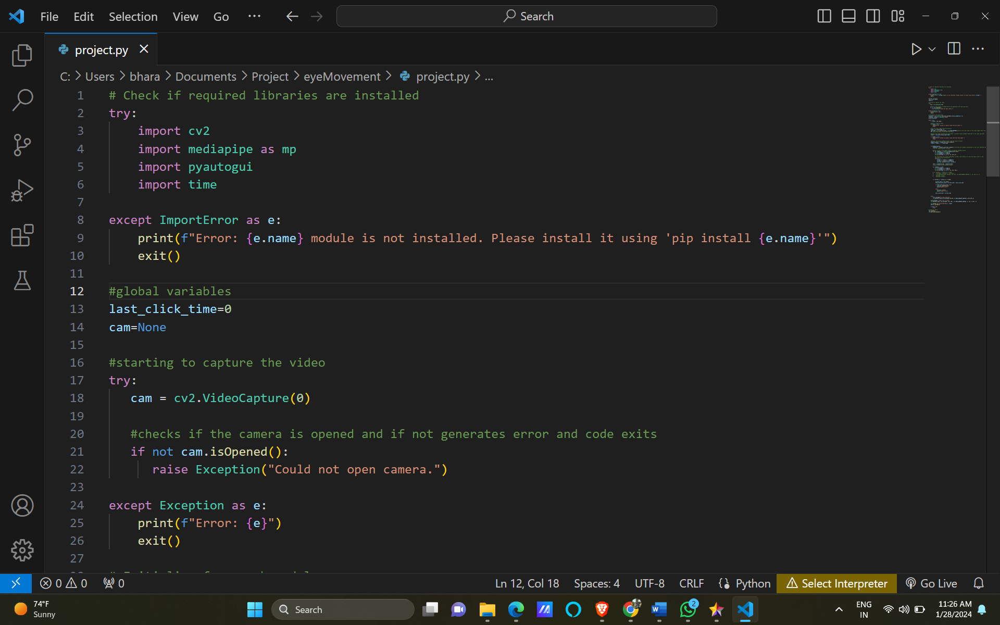 File Edit Selection View Go ··· Search
project.py
C: > Users > bhara > Documents > Project > eyeMovement > project.py > ...
1 # Check if required libraries are installed
2 try:
3     import cv2
4     import mediapipe as mp
5     import pyautogui
6     import time
7
8 except ImportError as e:
9     print(f"Error: {e.name} module is not installed. Please install it using 'pip install {e.name}'")
10     exit()
11
12 #global variables
13 last_click_time=0
14 cam=None
15
16 #starting to capture the video
17 try:
18    cam = cv2.VideoCapture(0)
19
20    #checks if the camera is opened and if not generates error and code exits
21    if not cam.isOpened():
22       raise Exception("Could not open camera.")
23
24 except Exception as e:
25     print(f"Error: {e}")
26     exit()
27
0 0 0 Ln 12, Col 18 Spaces: 4 UTF-8 CRLF Python Select Interpreter Go Live
74°F
Sunny
Search
2
ENG
IN
11:26 AM
1/28/2024